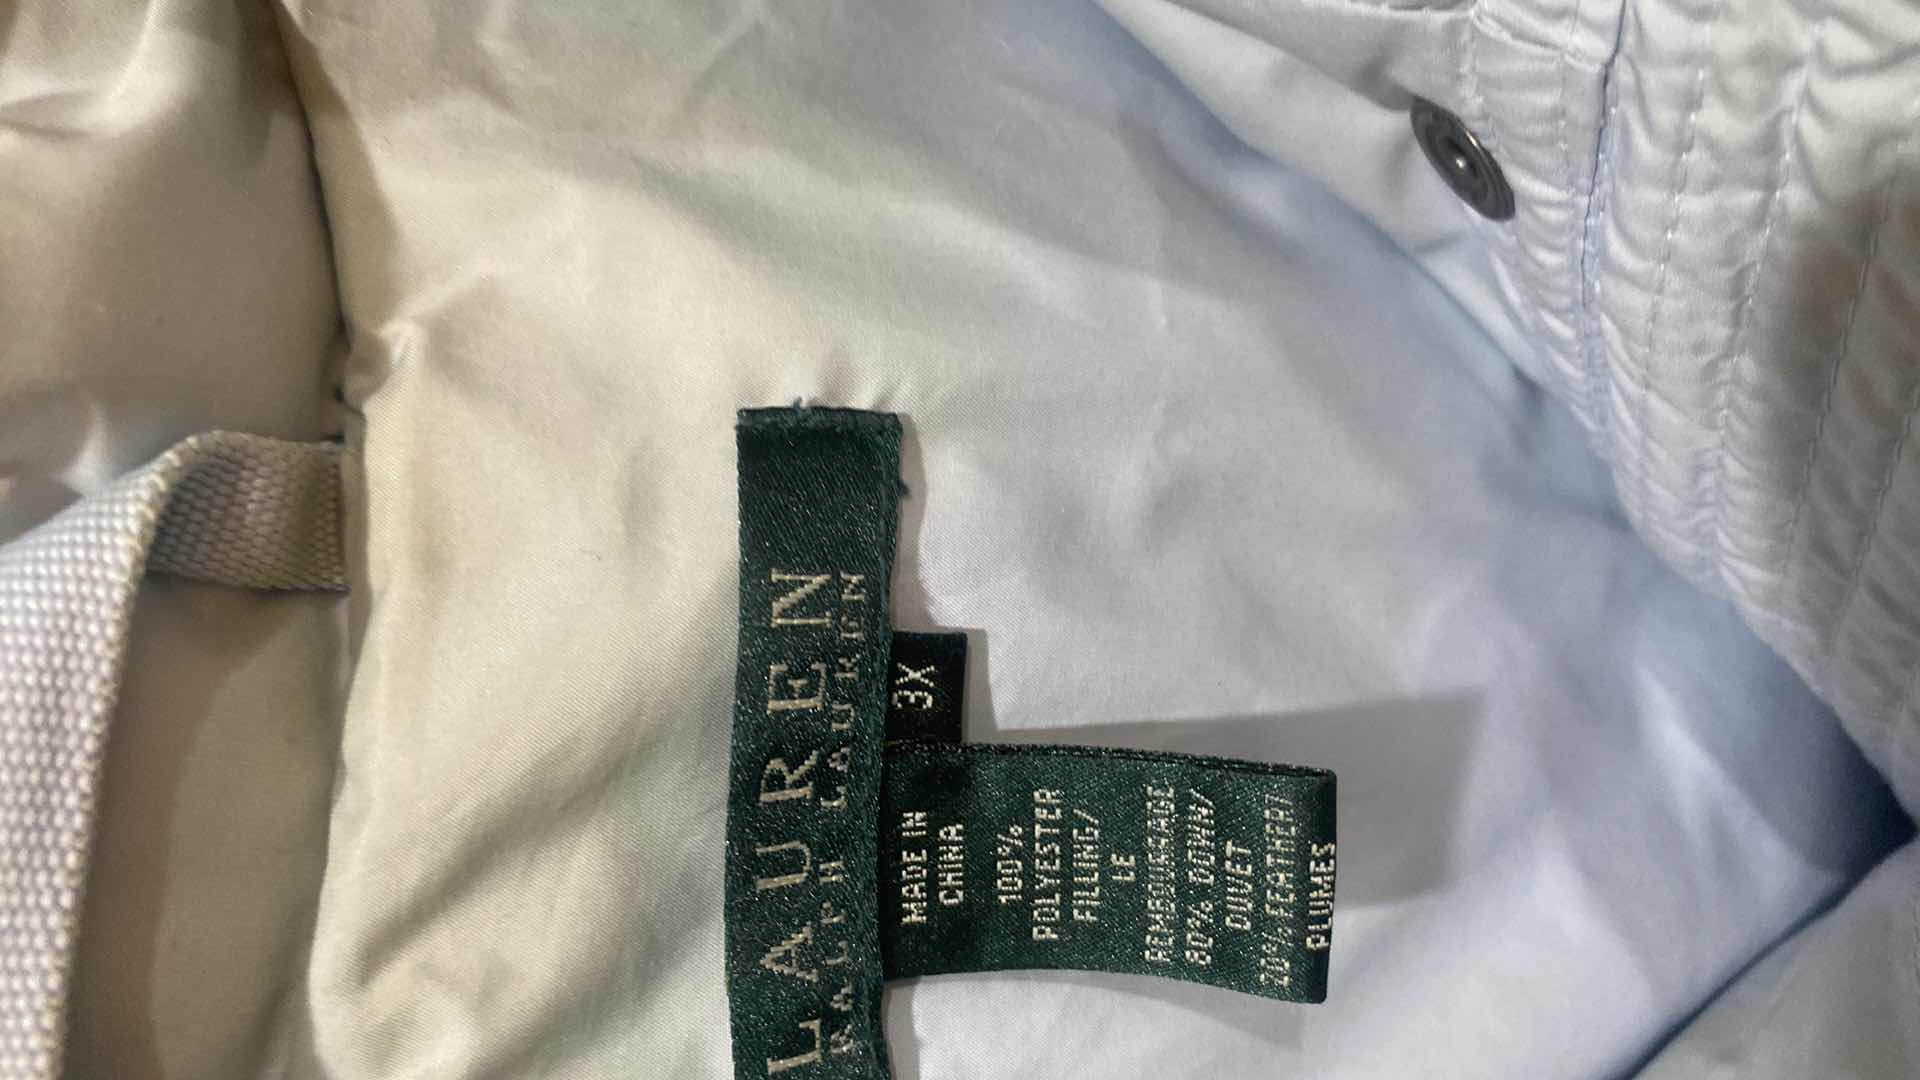 LAUREN
RALPH LAUREN
3X
MADE IN
CHINA
100%
POLYESTER
FILLING/
LE
REMBOURRAGE
80% DOWN/
DUVET
20% FEATHER/
PLUMES